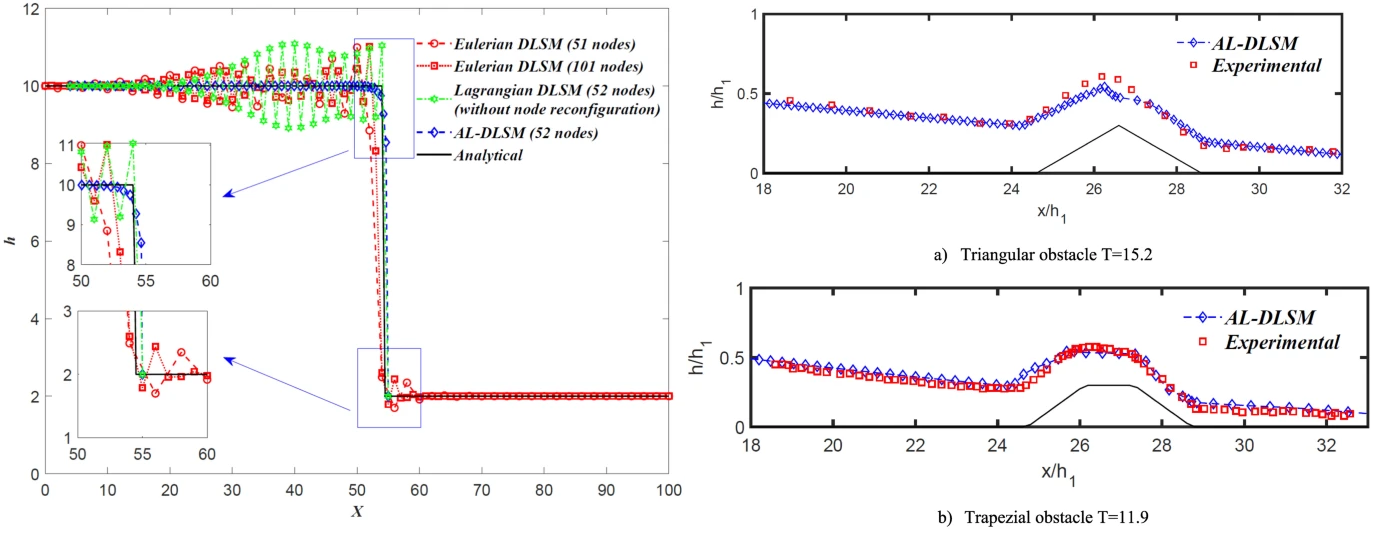 12
10
8
6
4
2
0
h
0
10
20
30
40
50
60
70
80
90
100
X
Eulerian DLSM (51 nodes)
Eulerian DLSM (101 nodes)
Lagrangian DLSM (52 nodes)
(without node reconfiguration)
AL-DLSM (52 nodes)
Analytical
11
10
9
8
50
55
60
3
2
1
50
55
60
1
0.5
0
h/h1
18
20
22
24
26
28
30
32
x/h1
AL-DLSM
Experimental
a) Triangular obstacle T=15.2
1
0.5
0
h/h1
18
20
22
24
26
28
30
32
x/h1
AL-DLSM
Experimental
b) Trapezial obstacle T=11.9